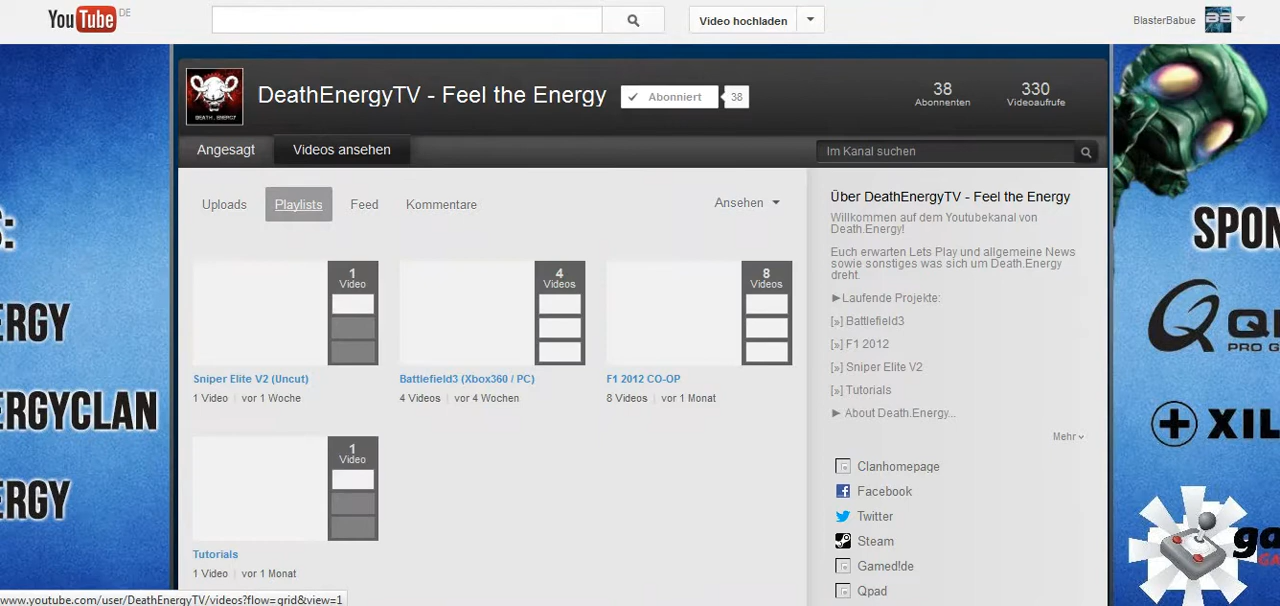 YouTube DE
Video hochladen
BlasterBabue
DeathEnergyTV - Feel the Energy
Abonniert
38
38
Abonnenten
330
Videoaufrufe
DEATH.ENERGY
Angesagt
Videos ansehen
Im Kanal suchen
Uploads
Playlists
Feed
Kommentare
Ansehen
1
Video
4
Videos
8
Videos
Sniper Elite V2 (Uncut)
1 Video
vor 1 Woche
Battlefield3 (Xbox360 / PC)
4 Videos
vor 4 Wochen
F1 2012 CO-OP
8 Videos
vor 1 Monat
1
Video
Tutorials
1 Video
vor 1 Monat
Über DeathEnergyTV - Feel the Energy
Willkommen auf dem Youtubekanal von
Death.Energy!
Euch erwarten Lets Play und allgemeine News
sowie sonstiges was sich um Death.Energy
dreht.
►Laufende Projekte:
[»] Battlefield3
[»] F1 2012
[»] Sniper Elite V2
[»] Tutorials
► About Death.Energy...
Mehr
Clanhomepage
Facebook
Twitter
Steam
Gamed!de
Qpad
S:
ERGY
ERGYCLAN
ERGY
SPON
QP
PRO G
XIL
ga
GA
www.youtube.com/user/DeathEnergyTV/videos?flow=grid&view=1